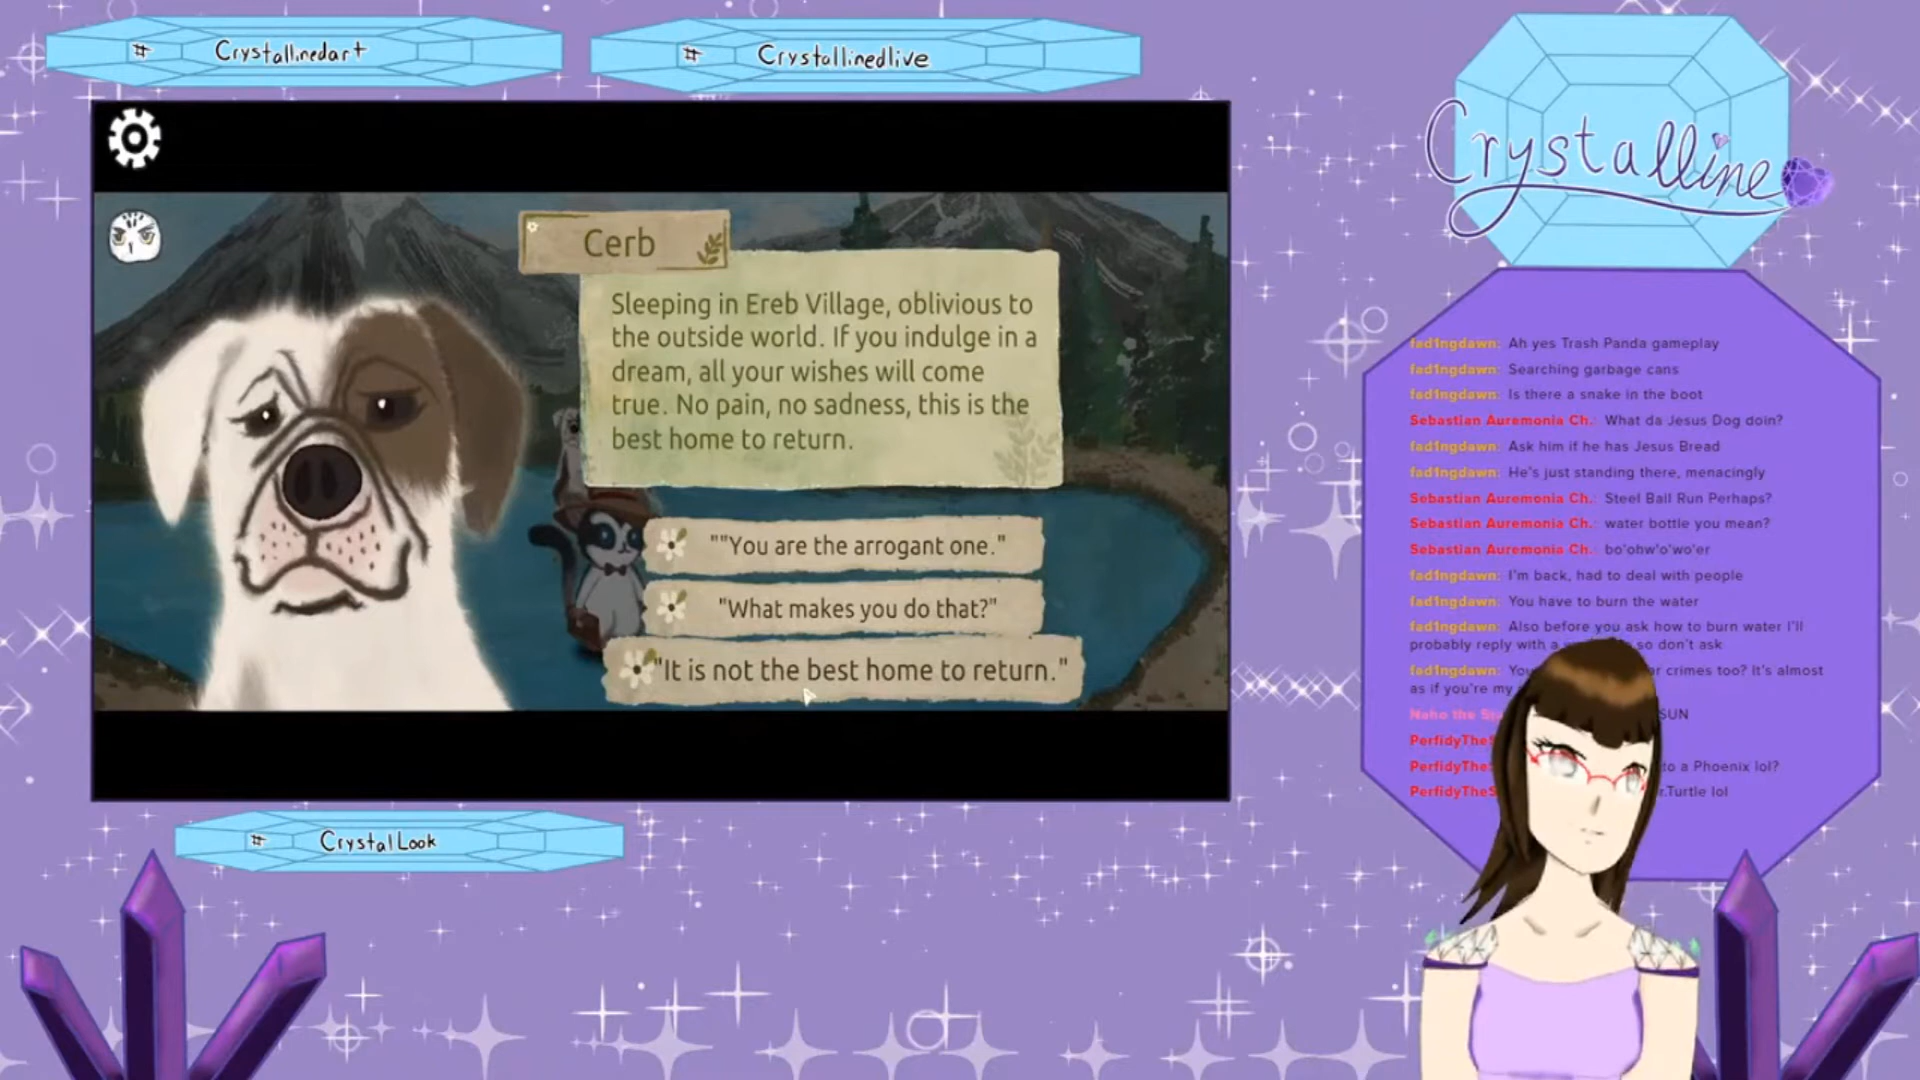 # Crystallinedart
# Crystallinedlive
Crystalline
Cerb
Sleeping in Ereb Village, oblivious to
the outside world. If you indulge in a
dream, all your wishes will come
true. No pain, no sadness, this is the
best home to return.
""You are the arrogant one."
"What makes you do that?"
"It is not the best home to return."
# CrystalLook
fad1ngdawn: Ah yes Trash Panda gameplay
fad1ngdawn: Searching garbage cans
fad1ngdawn: Is there a snake in the boot
Sebastian Auremonia Ch.: What da Jesus Dog doin?
fad1ngdawn: Ask him if he has Jesus Bread
fad1ngdawn: He's just standing there, menacingly
Sebastian Auremonia Ch.: Steel Ball Run Perhaps?
Sebastian Auremonia Ch.: water bottle you mean?
Sebastian Auremonia Ch.: bo'ohw'o'wo'er
fad1ngdawn: I'm back, had to deal with people
fad1ngdawn: You have to burn the water
fad1ngdawn: Also before you ask how to burn water I'll
probably reply with a so don't ask
fad1ngdawn: crimes too? It's almost
as if you're my
Naho the SUN
PerfidyThe
PerfidyThe to a Phoenix lol?
PerfidyThe Turtle lol